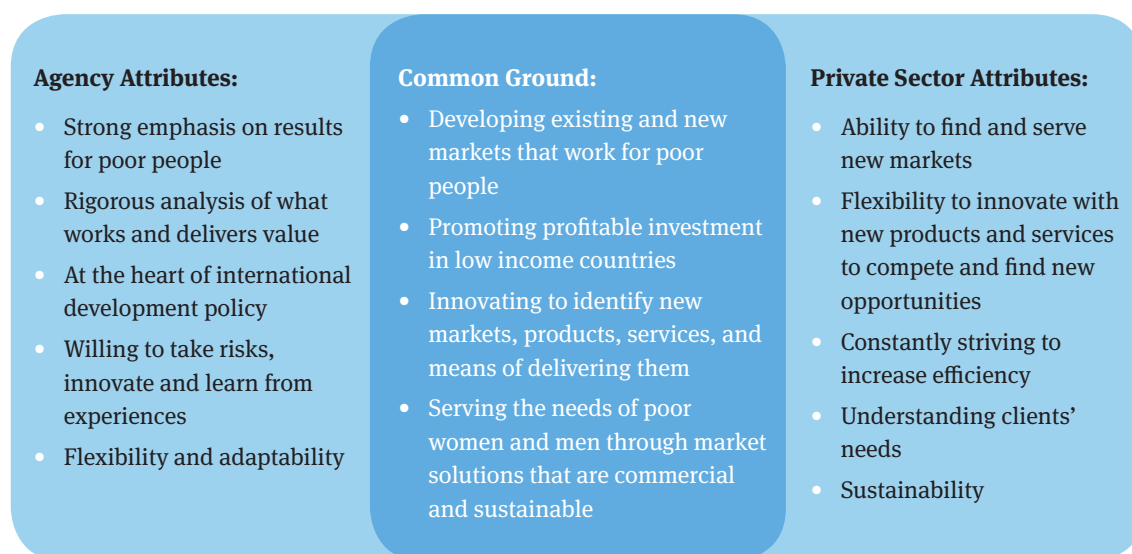 Agency Attributes:
• Strong emphasis on results
for poor people
• Rigorous analysis of what
works and delivers value
• At the heart of international
development policy
• Willing to take risks,
innovate and learn from
experiences
• Flexibility and adaptability
Common Ground:
• Developing existing and new
markets that work for poor
people
• Promoting profitable investment
in low income countries
• Innovating to identify new
markets, products, services, and
means of delivering them
• Serving the needs of poor
women and men through market
solutions that are commercial
and sustainable
Private Sector Attributes:
• Ability to find and serve
new markets
• Flexibility to innovate with
new products and services
to compete and find new
opportunities
• Constantly striving to
increase efficiency
• Understanding clients’
needs
• Sustainability